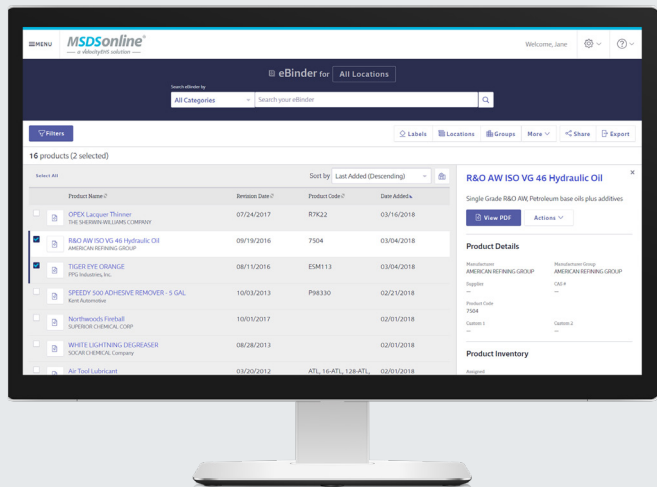 MENU
MSDSonline®
a VelocityEHS solution
Welcome, Jane
eBinder for All Locations
Search eBinder by
All Categories
Search your eBinder
Filters
Labels Locations Groups More Share Export
16 products (2 selected)
Select All
Sort by Last Added (Descending)
Product Name Revision Date Product Code Date Added
OPEX Lacquer Thinner 07/24/2017 R7K22 03/16/2018
THE SHERWIN-WILLIAMS COMPANY
R&O AW ISO VG 46 Hydraulic Oil 09/19/2016 7504 03/04/2018
AMERICAN REFINING GROUP
TIGER EYE ORANGE 08/11/2016 ESM113 03/04/2018
PPG Industries, Inc.
SPEEDY 500 ADHESIVE REMOVER - 5 GAL 10/03/2013 P98330 02/21/2018
Kent Automotive
Northwoods Fireball 10/01/2017 02/01/2018
SUPERIOR CHEMICAL CORP
WHITE LIGHTNING DEGREASER 08/28/2013 02/01/2018
SOCAR CHEMICAL Company
Air Tool Lubricant 03/20/2012 ATL, 16-ATL, 128-ATL, 02/01/2018
R&O AW ISO VG 46 Hydraulic Oil
Single Grade R&O AW, Petroleum base oils plus additives
View PDF Actions
Product Details
Manufacturer Manufacturer Group
AMERICAN REFINING GROUP AMERICAN REFINING GROUP
Supplier CAS #
— —
Product Code
7504
Custom 1 Custom 2
— —
Product Inventory
Assigned